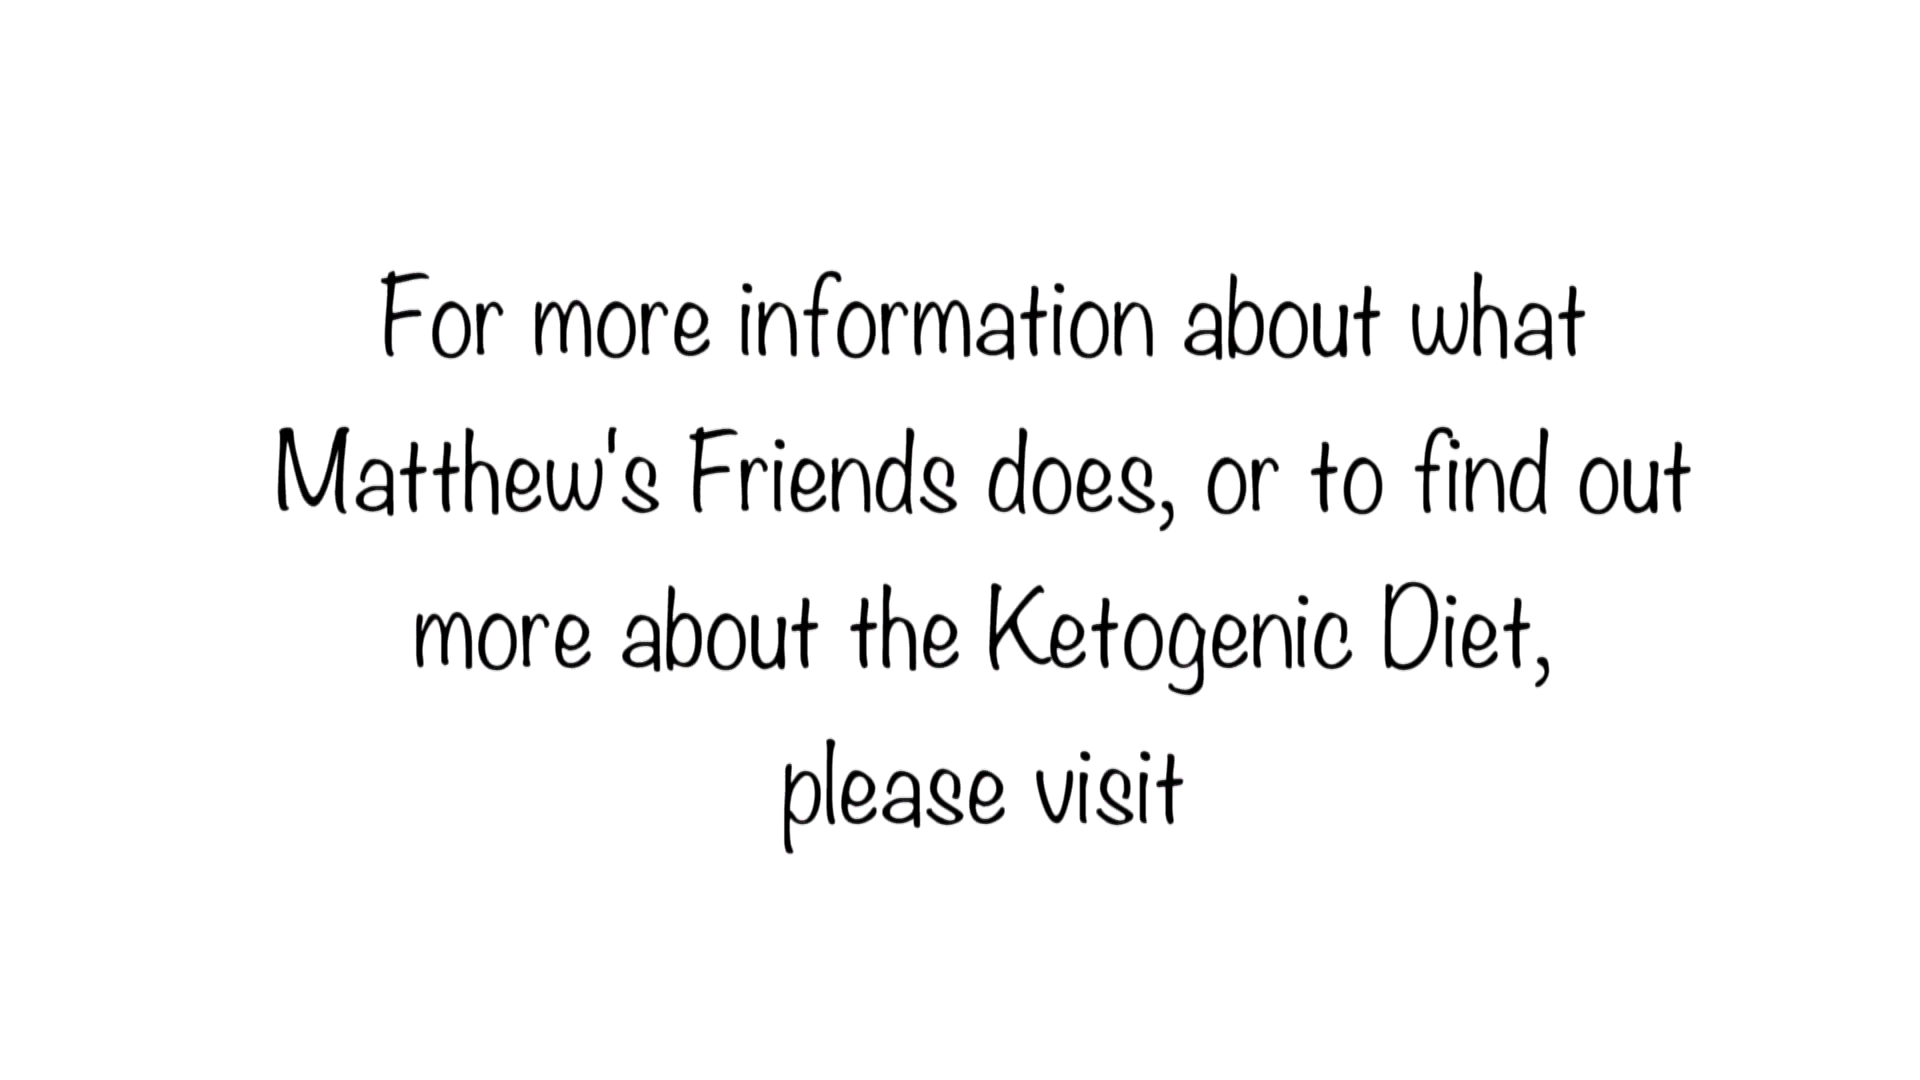 For more information about what
Matthew's Friends does, or to find out
more about the Ketogenic Diet,
please visit